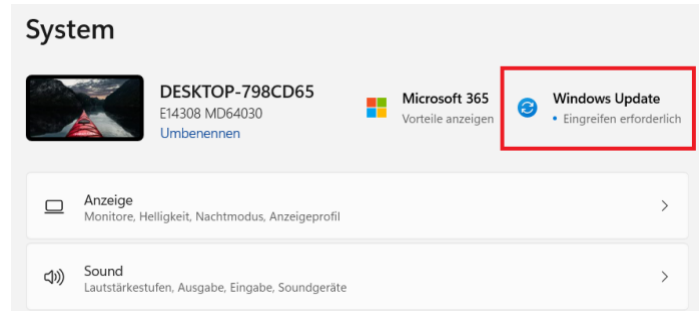 System
DESKTOP-798CD65
E14308 MD64030
Umbenennen
Microsoft 365
Vorteile anzeigen
Windows Update
• Eingreifen erforderlich
Anzeige
Monitore, Helligkeit, Nachtmodus, Anzeigeprofil
Sound
Lautstärkestufen, Ausgabe, Eingabe, Soundgeräte